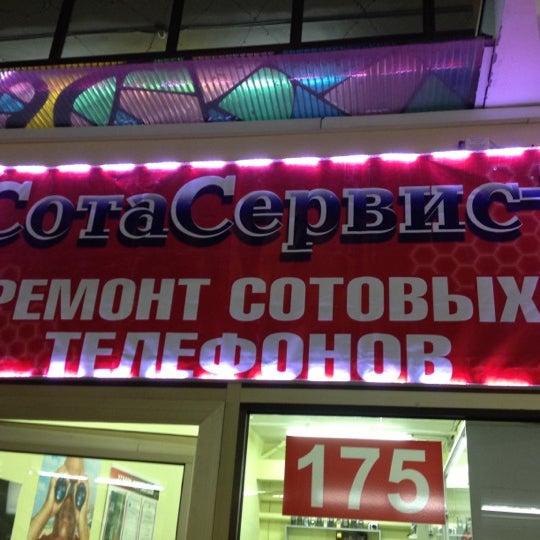 СотаСервис-
РЕМОНТ СОТОВЫХ
ТЕЛЕФОНОВ
175